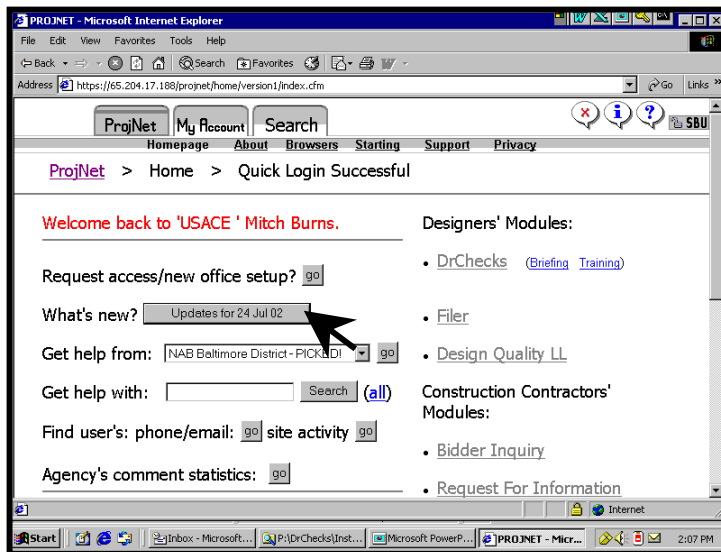 PROJNET - Microsoft Internet Explorer
File Edit View Favorites Tools Help
Back Search Favorites
Address https://65.204.17.188/projnet/home/version1/index.cfm Go Links »
ProjNet My Account Search SBU
Homepage About Browsers Starting Support Privacy
ProjNet > Home > Quick Login Successful
Welcome back to 'USACE ' Mitch Burns.
Request access/new office setup? go
What's new? Updates for 24 Jul 02
Get help from: NAB Baltimore District - PICKED! go
Get help with: Search (all)
Find user's: phone/email: go site activity go
Agency's comment statistics: go
Designers' Modules:
• DrChecks (Briefing Training)
• Filer
• Design Quality LL
Construction Contractors'
Modules:
• Bidder Inquiry
• Request For Information
Internet
Start Inbox - Microsoft... P:\DrChecks\Inst... Microsoft PowerP... PROJNET - Micr... 2:07 PM